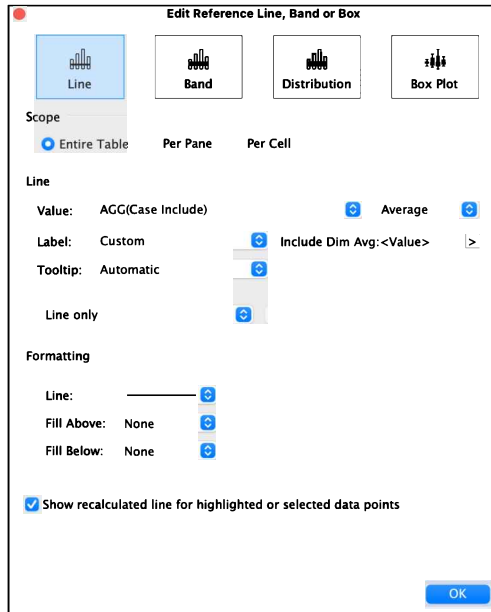 Edit Reference Line, Band or Box
Line Band Distribution Box Plot
Scope
Entire Table Per Pane Per Cell
Line
Value: AGG(Case Include) Average
Label: Custom Include Dim Avg:<Value> >
Tooltip: Automatic
Line only
Formatting
Line:
Fill Above: None
Fill Below: None
Show recalculated line for highlighted or selected data points
OK